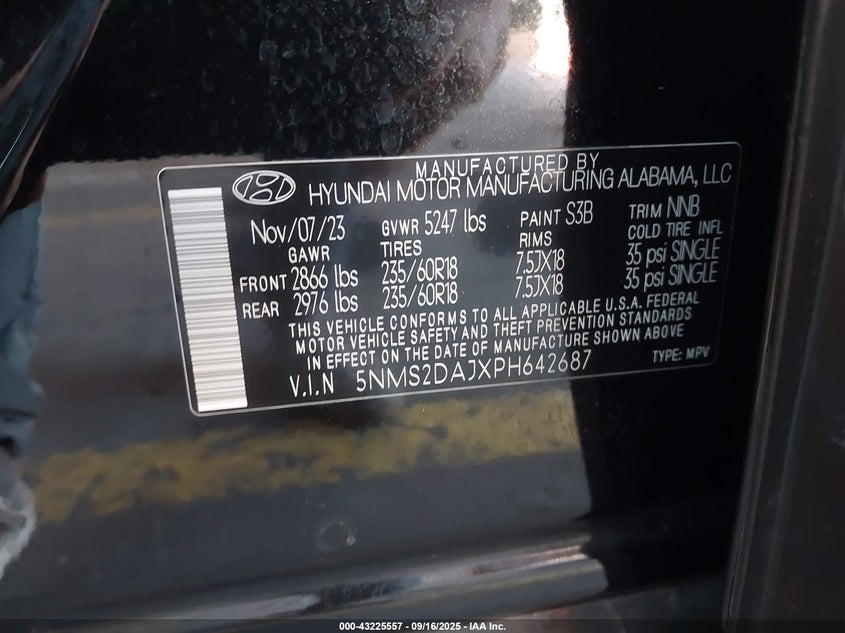 MANUFACTURED BY
HYUNDAI MOTOR MANUFACTURING ALABAMA, LLC
Nov/07/23 GVWR 5247 lbs PAINT S3B TRIM NNB
GAWR TIRES RIMS COLD TIRE INFL
FRONT 2866 lbs 235/60R18 7.5JX18 35 psi SINGLE
REAR 2976 lbs 235/60R18 7.5JX18 35 psi SINGLE
THIS VEHICLE CONFORMS TO ALL APPLICABLE U.S.A. FEDERAL
MOTOR VEHICLE SAFETY AND THEFT PREVENTION STANDARDS
IN EFFECT ON THE DATE OF MANUFACTURE SHOWN ABOVE
V.I.N 5NMS2DAJXPH642687 TYPE: MPV
000-43225557 - 09/16/2025 - IAA Inc.